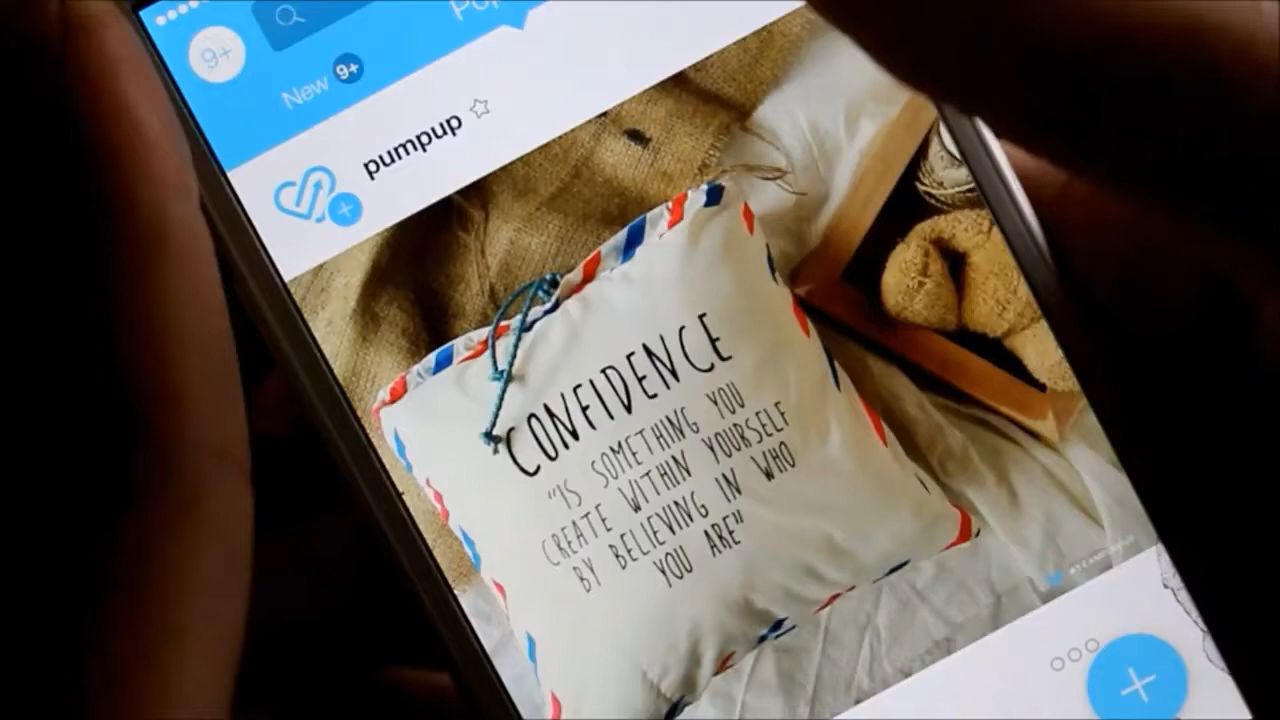 9+
New 9+
pumpup
CONFIDENCE
"IS SOMETHING YOU
CREATE WITHIN YOURSELF
BY BELIEVING IN WHO
YOU ARE"